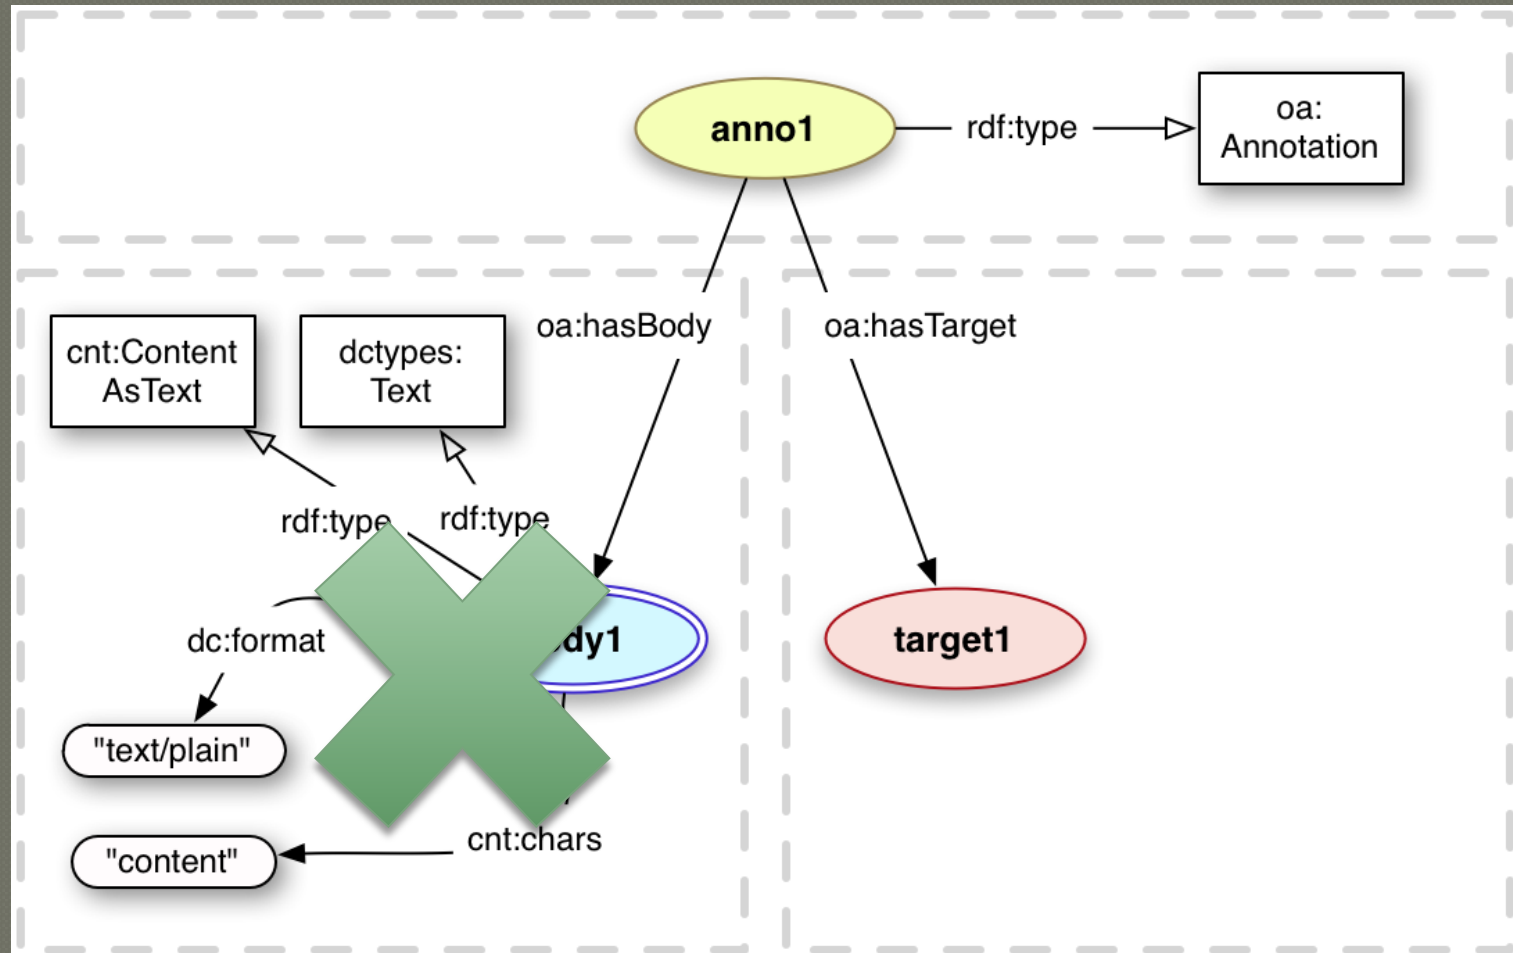 anno1
rdf:type
oa:
Annotation
oa:hasBody
oa:hasTarget
cnt:Content
AsText
dctypes:
Text
rdf:type
rdf:type
dc:format
dy1
target1
"text/plain"
"content"
cnt:chars